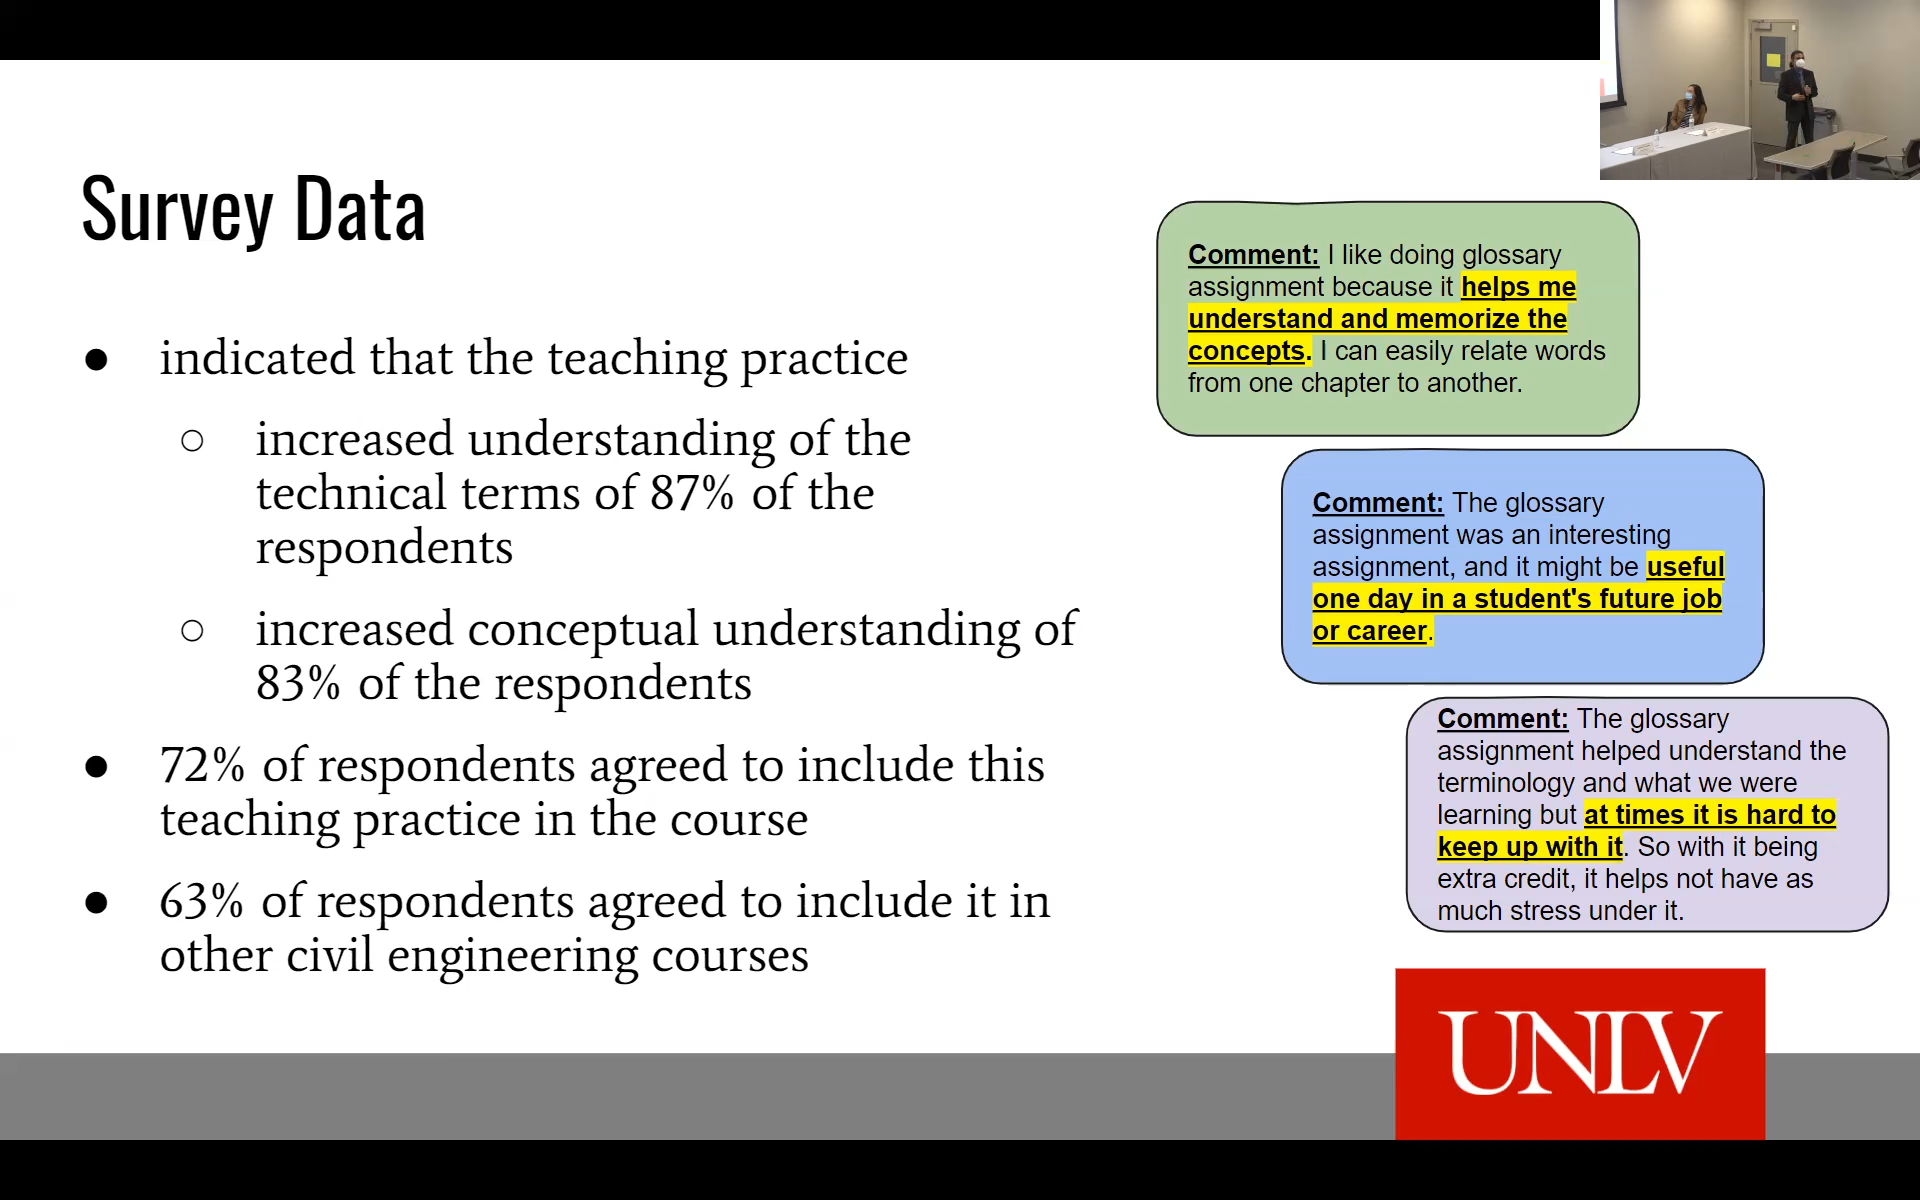 Survey Data
● indicated that the teaching practice
○ increased understanding of the
technical terms of 87% of the
respondents
○ increased conceptual understanding of
83% of the respondents
● 72% of respondents agreed to include this
teaching practice in the course
● 63% of respondents agreed to include it in
other civil engineering courses
Comment: I like doing glossary
assignment because it helps me
understand and memorize the
concepts. I can easily relate words
from one chapter to another.
Comment: The glossary
assignment was an interesting
assignment, and it might be useful
one day in a student's future job
or career.
Comment: The glossary
assignment helped understand the
terminology and what we were
learning but at times it is hard to
keep up with it. So with it being
extra credit, it helps not have as
much stress under it.
UNLV